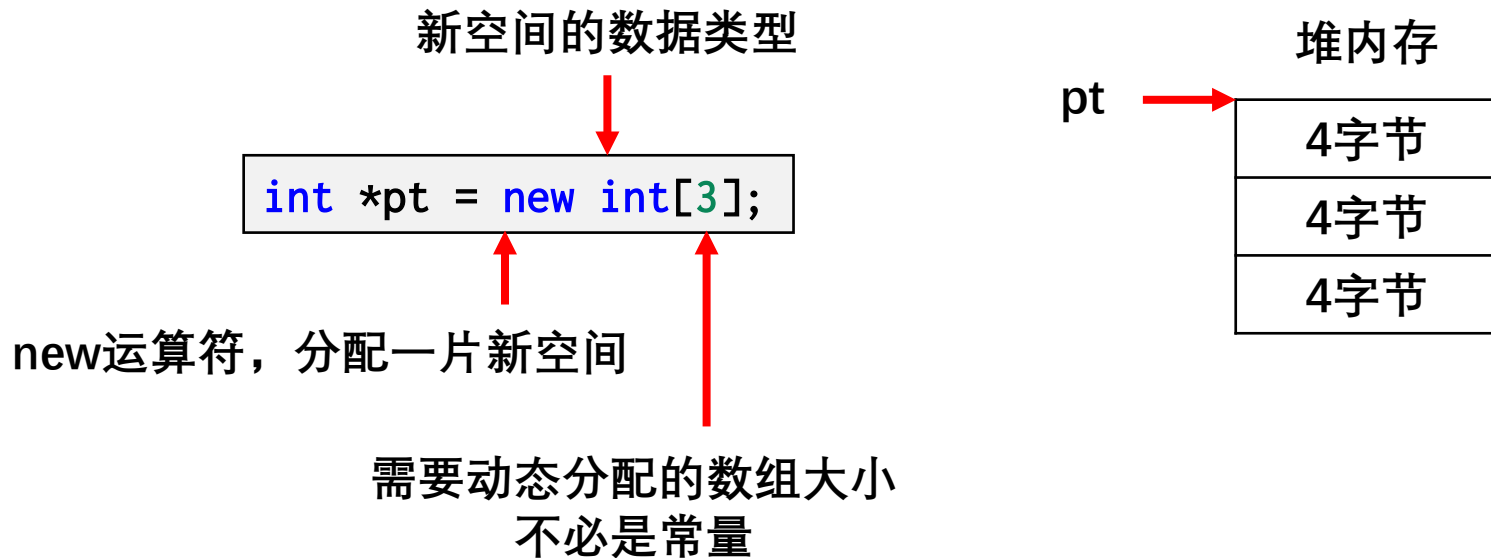 新空间的数据类型
int *pt = new int[3];
new运算符，分配一片新空间
需要动态分配的数组大小
不必是常量
堆内存
pt
4字节
4字节
4字节